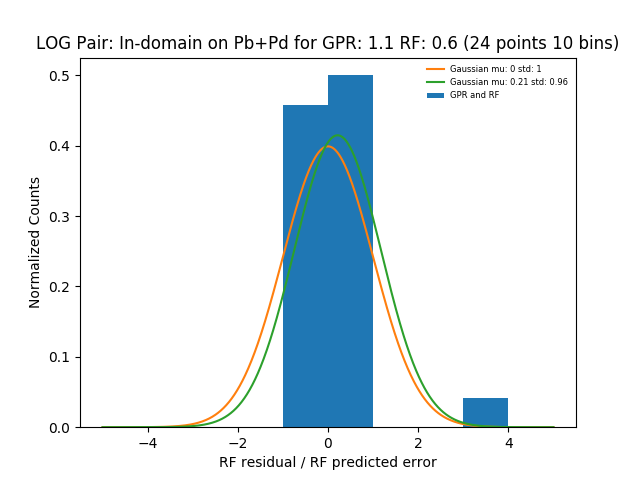 LOG Pair: In-domain on Pb+Pd for GPR: 1.1 RF: 0.6 (24 points 10 bins)
Gaussian mu: 0 std: 1
Gaussian mu: 0.21 std: 0.96
GPR and RF
0.5
0.4
0.3
0.2
0.1
0.0
Normalized Counts
−4 −2 0 2 4
RF residual / RF predicted error